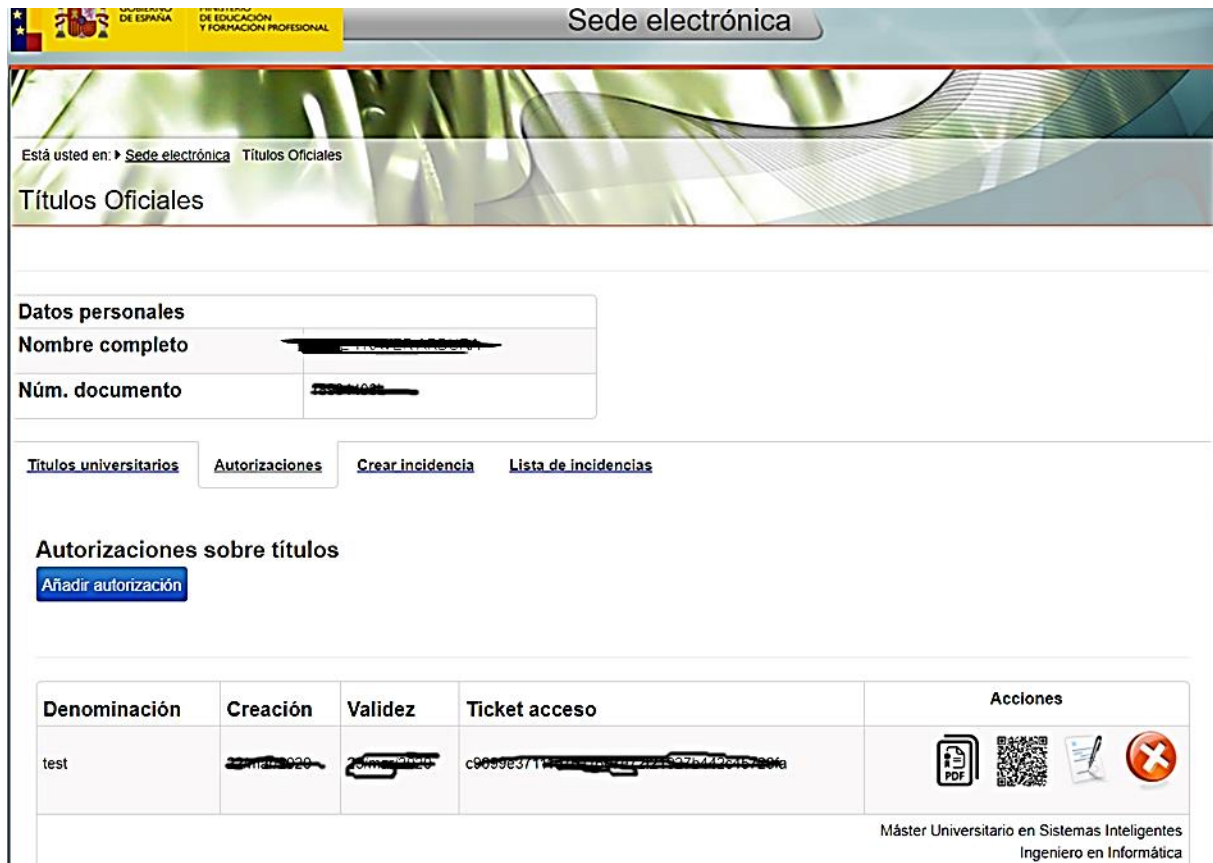 GOBIERNO DE ESPAÑA
MINISTERIO DE EDUCACIÓN Y FORMACIÓN PROFESIONAL
Sede electrónica
Está usted en: Sede electrónica Títulos Oficiales
Títulos Oficiales
Datos personales
Nombre completo
Núm. documento
Títulos universitarios Autorizaciones Crear incidencia Lista de incidencias
Autorizaciones sobre títulos
Añadir autorización
Denominación Creación Validez Ticket acceso Acciones
test
PDF
Máster Universitario en Sistemas Inteligentes
Ingeniero en Informática